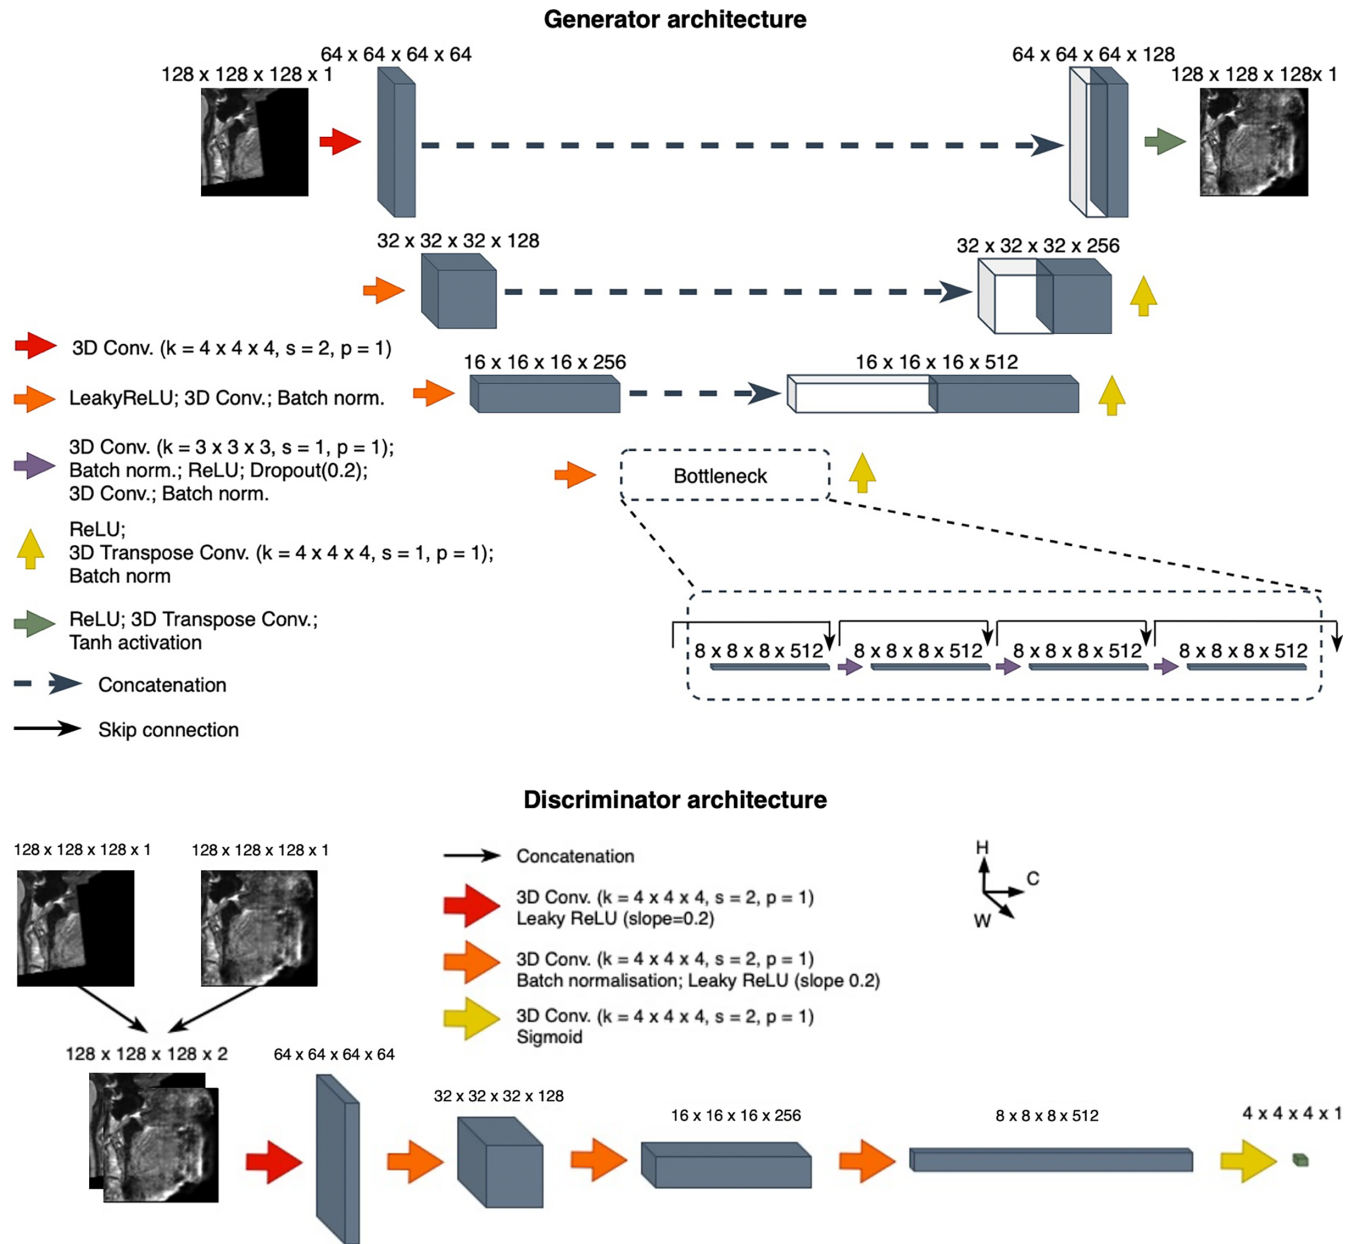 Generator architecture
64 x 64 x 64 x 64
64 x 64 x 64 x 128
128 x 128 x 128 x 1
128 x 128 x 128x 1
32 x 32 x 32 x 128
32 x 32 x 32 x 256
3D Conv. (k = 4 x 4 x 4, s = 2, p = 1)
16 x 16 x 16 x 256
16 x 16 x 16 x 512
LeakyReLU; 3D Conv.; Batch norm.
3D Conv. (k = 3 x 3 x 3, s = 1, p = 1);
Batch norm.; ReLU; Dropout(0.2);
3D Conv.; Batch norm.
Bottleneck
ReLU;
3D Transpose Conv. (k = 4 x 4 x 4, s = 1, p = 1);
Batch norm
ReLU; 3D Transpose Conv.;
Tanh activation
8 x 8 x 8 x 512
8 x 8 x 8 x 512
8 x 8 x 8 x 512
8 x 8 x 8 x 512
Concatenation
Skip connection
Discriminator architecture
128 x 128 x 128 x 1
128 x 128 x 128 x 1
Concatenation
3D Conv. (k = 4 x 4 x 4, s = 2, p = 1)
Leaky ReLU (slope=0.2)
3D Conv. (k = 4 x 4 x 4, s = 2, p = 1)
Batch normalisation; Leaky ReLU (slope 0.2)
3D Conv. (k = 4 x 4 x 4, s = 2, p = 1)
Sigmoid
H
C
W
128 x 128 x 128 x 2
64 x 64 x 64 x 64
32 x 32 x 32 x 128
16 x 16 x 16 x 256
8 x 8 x 8 x 512
4 x 4 x 4 x 1